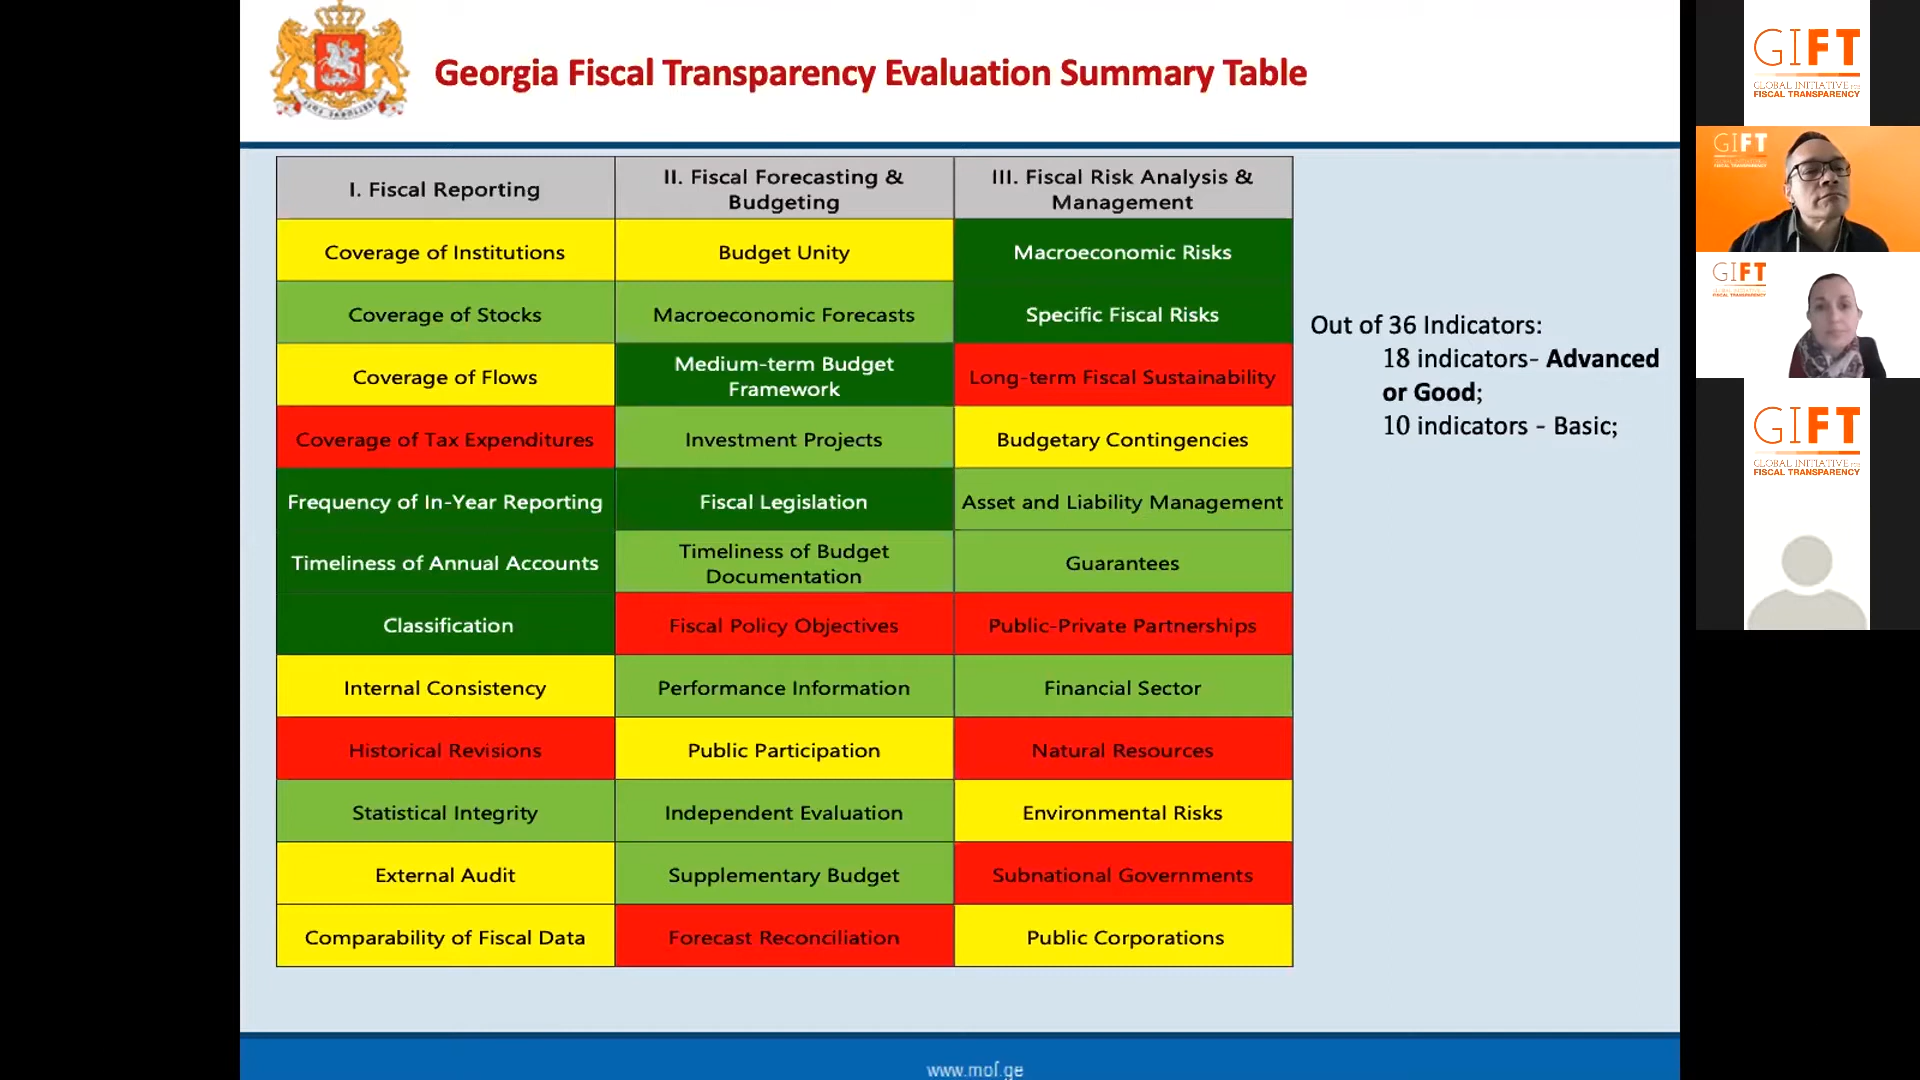 Georgia Fiscal Transparency Evaluation Summary Table
I. Fiscal Reporting
II. Fiscal Forecasting &
Budgeting
III. Fiscal Risk Analysis &
Management
Coverage of Institutions
Budget Unity
Macroeconomic Risks
Coverage of Stocks
Macroeconomic Forecasts
Specific Fiscal Risks
Coverage of Flows
Medium-term Budget
Framework
Long-term Fiscal Sustainability
Coverage of Tax Expenditures
Investment Projects
Budgetary Contingencies
Frequency of In-Year Reporting
Fiscal Legislation
Asset and Liability Management
Timeliness of Annual Accounts
Timeliness of Budget
Documentation
Guarantees
Classification
Fiscal Policy Objectives
Public-Private Partnerships
Internal Consistency
Performance Information
Financial Sector
Historical Revisions
Public Participation
Natural Resources
Statistical Integrity
Independent Evaluation
Environmental Risks
External Audit
Supplementary Budget
Subnational Governments
Comparability of Fiscal Data
Forecast Reconciliation
Public Corporations
Out of 36 Indicators:
18 indicators- Advanced
or Good;
10 indicators - Basic;
www.mof.ge
GIFT
GLOBAL INITIATIVE FOR
FISCAL TRANSPARENCY
GIFT
GIFT
GIFT
GLOBAL INITIATIVE FOR
FISCAL TRANSPARENCY